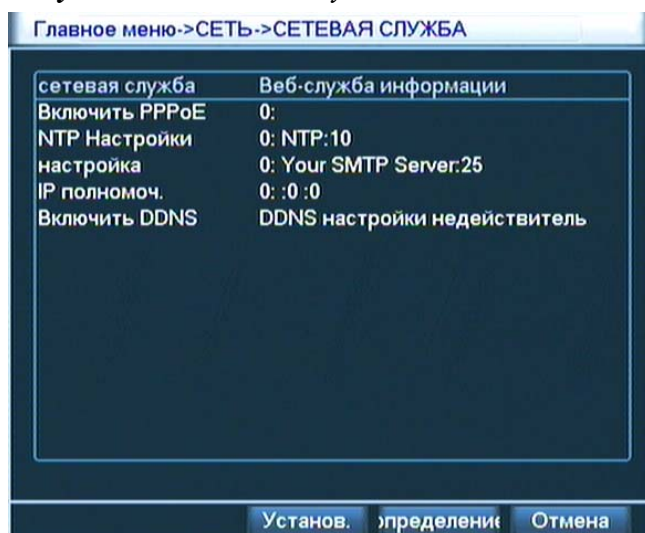 Главное меню->СЕТЬ->СЕТЕВАЯ СЛУЖБА
сетевая служба Веб-служба информации
Включить PPPoE 0:
NTP Настройки 0: NTP:10
настройка 0: Your SMTP Server:25
IP полномоч. 0: :0 :0
Включить DDNS DDNS настройки недействитель
Установ. определение Отмена